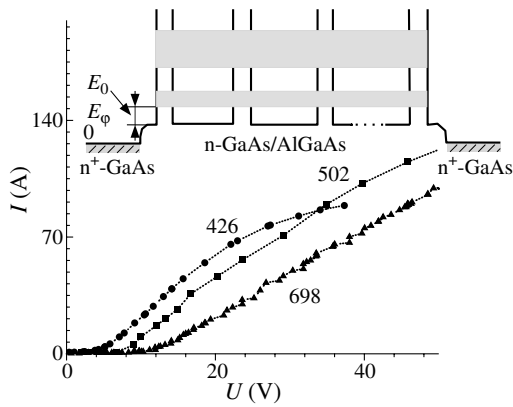 E0
Eφ
0
n+-GaAs
n-GaAs/AlGaAs
n+-GaAs
140
70
0
I (A)
426
502
698
0
20
40
U (V)